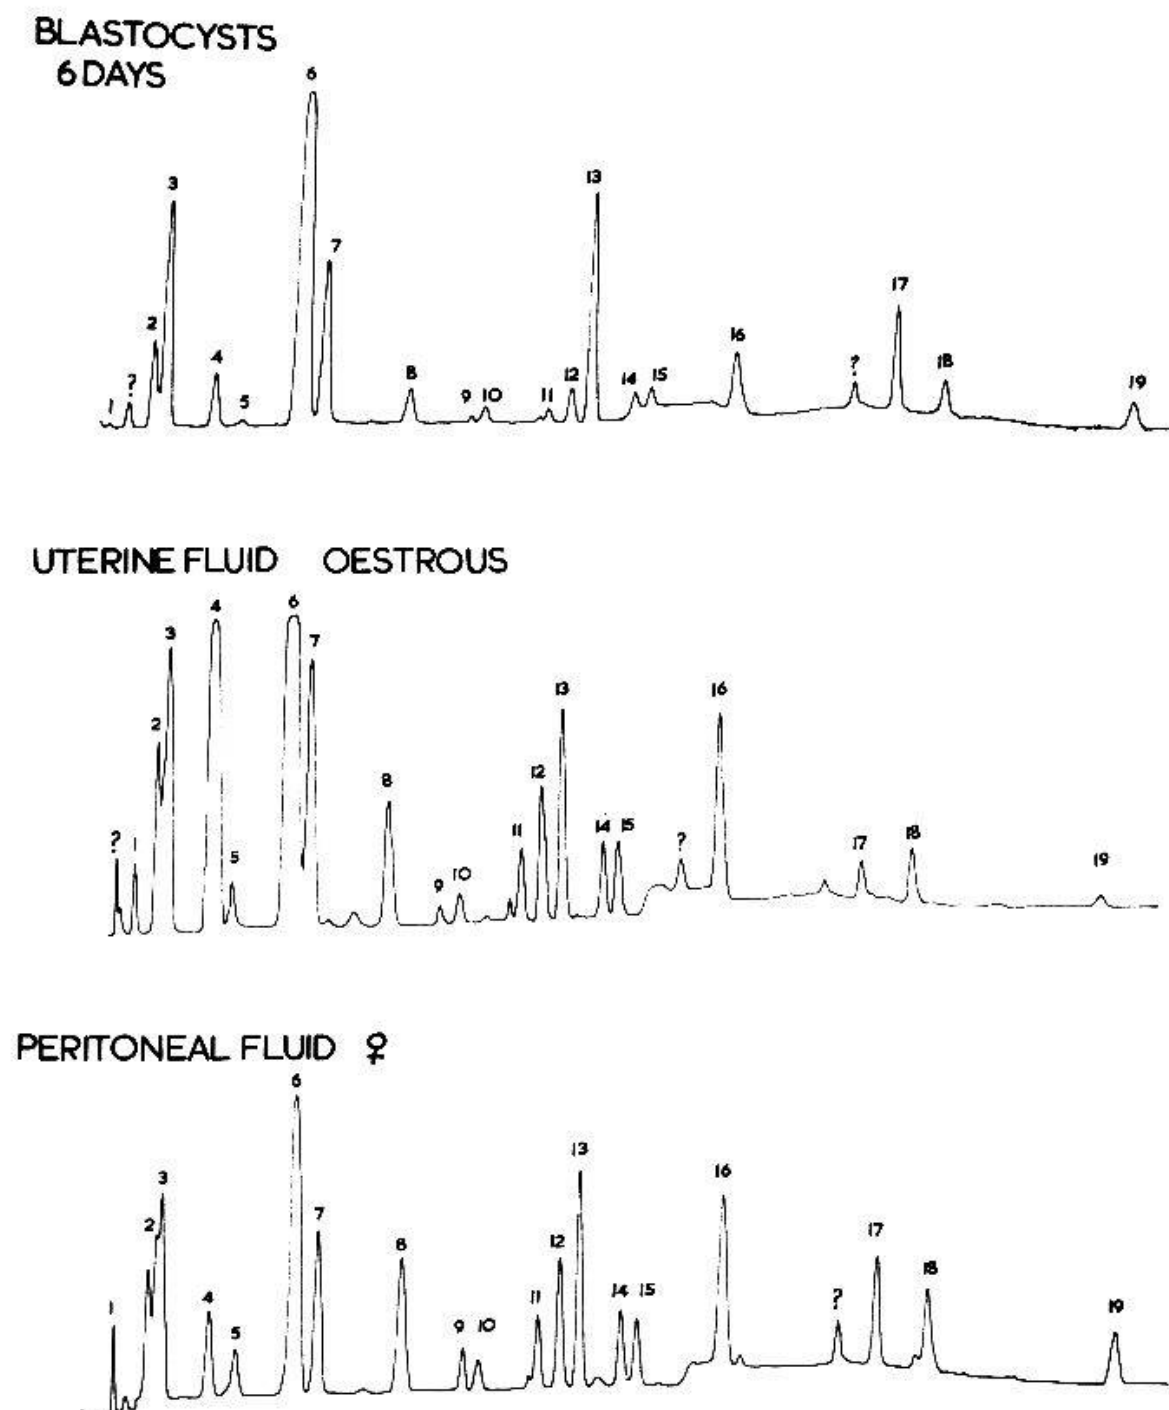 BLASTOCYSTS
6 DAYS
1 ? 2 3 4 5 6 7 8 9 10 11 12 13 14 15 16 ? 17 18 19
UTERINE FLUID OESTROUS
? 1 2 3 4 5 6 7 8 9 10 11 12 13 14 15 ? 16 17 18 19
PERITONEAL FLUID ♀
1 2 3 4 5 6 7 8 9 10 11 12 13 14 15 16 ? 17 18 19